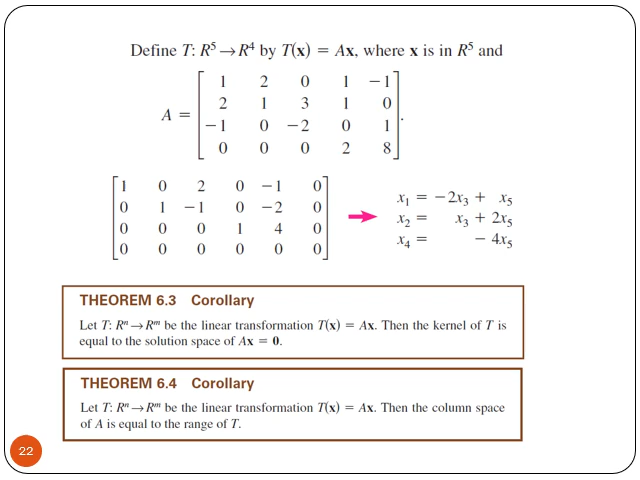 Define T: R⁵ → R⁴ by T(x) = Ax, where x is in R⁵ and
A = [ 1 2 0 1 −1
2 1 3 1 0
−1 0 −2 0 1
0 0 0 2 8 ].
[ 1 0 2 0 −1 0
0 1 −1 0 −2 0
0 0 0 1 4 0
0 0 0 0 0 0 ]
x₁ = −2x₃ + x₅
x₂ = x₃ + 2x₅
x₄ = − 4x₅
THEOREM 6.3 Corollary
Let T: Rⁿ → Rᵐ be the linear transformation T(x) = Ax. Then the kernel of T is
equal to the solution space of Ax = 0.
THEOREM 6.4 Corollary
Let T: Rⁿ → Rᵐ be the linear transformation T(x) = Ax. Then the column space
of A is equal to the range of T.
22